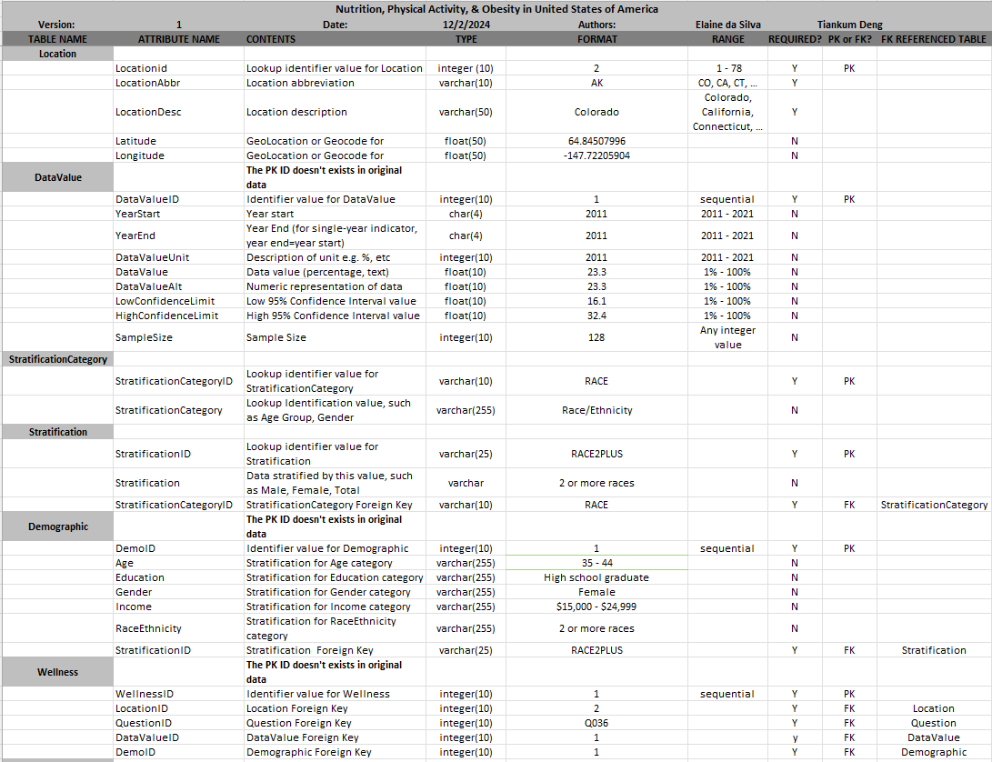 Nutrition, Physical Activity, & Obesity in United States of America
Version: 1 Date: 12/2/2024 Authors: Elaine da Silva Tiankum Deng
TABLE NAME ATTRIBUTE NAME CONTENTS TYPE FORMAT RANGE REQUIRED? PK or FK? FK REFERENCED TABLE
Location
Locationid Lookup identifier value for Location integer (10) 2 1 - 78 Y PK
LocationAbbr Location abbreviation varchar(10) AK CO, CA, CT, ... Y
LocationDesc Location description varchar(50) Colorado Colorado, California, Connecticut, ... Y
Latitude GeoLocation or Geocode for float(50) 64.84507996 N
Longitude GeoLocation or Geocode for float(50) -147.72205904 N
DataValue The PK ID doesn't exists in original data
DataValueID Identifier value for DataValue integer(10) 1 sequential Y PK
YearStart Year start char(4) 2011 2011 - 2021 N
YearEnd Year End (for single-year indicator, year end=year start) char(4) 2011 2011 - 2021 N
DataValueUnit Description of unit e.g. %, etc integer(10) 2011 2011 - 2021 N
DataValue Data value (percentage, text) float(10) 23.3 1% - 100% N
DataValueAlt Numeric representation of data float(10) 23.3 1% - 100% N
LowConfidenceLimit Low 95% Confidence Interval value float(10) 16.1 1% - 100% N
HighConfidenceLimit High 95% Confidence Interval value float(10) 32.4 1% - 100% N
SampleSize Sample Size integer(10) 128 Any integer value N
StratificationCategory
StratificationCategoryID Lookup identifier value for StratificationCategory varchar(10) RACE Y PK
StratificationCategory Lookup Identification value, such as Age Group, Gender varchar(255) Race/Ethnicity N
Stratification
StratificationID Lookup identifier value for Stratification varchar(25) RACE2PLUS Y PK
Stratification Data stratified by this value, such as Male, Female, Total varchar 2 or more races N
StratificationCategoryID StratificationCategory Foreign Key varchar(10) RACE Y FK StratificationCategory
Demographic The PK ID doesn't exists in original data
DemoID Identifier value for Demographic integer(10) 1 sequential Y PK
Age Stratification for Age category varchar(255) 35 - 44 N
Education Stratification for Education category varchar(255) High school graduate N
Gender Stratification for Gender category varchar(255) Female N
Income Stratification for Income category varchar(255) $15,000 - $24,999 N
RaceEthnicity Stratification for RaceEthnicity category varchar(255) 2 or more races N
StratificationID Stratification Foreign Key varchar(25) RACE2PLUS Y FK Stratification
Wellness The PK ID doesn't exists in original data
WellnessID Identifier value for Wellness integer(10) 1 sequential Y PK
LocationID Location Foreign Key integer(10) 2 Y FK Location
QuestionID Question Foreign Key integer(10) Q036 Y FK Question
DataValueID DataValue Foreign Key integer(10) 1 y FK DataValue
DemoID Demographic Foreign Key integer(10) 1 Y FK Demographic